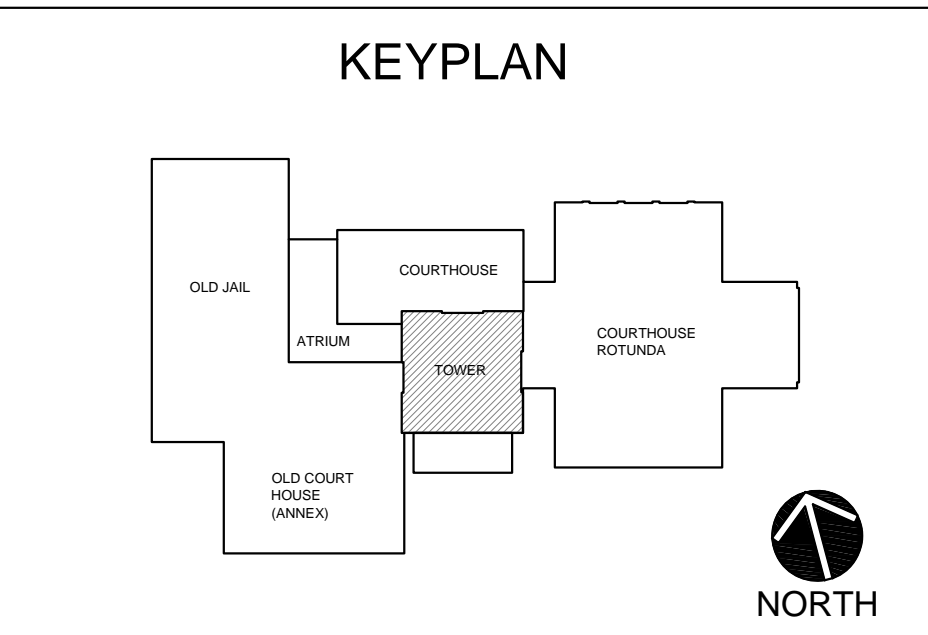 KEYPLAN
OLD JAIL
ATRIUM
COURTHOUSE
TOWER
COURTHOUSE
ROTUNDA
OLD COURT
HOUSE
(ANNEX)
NORTH